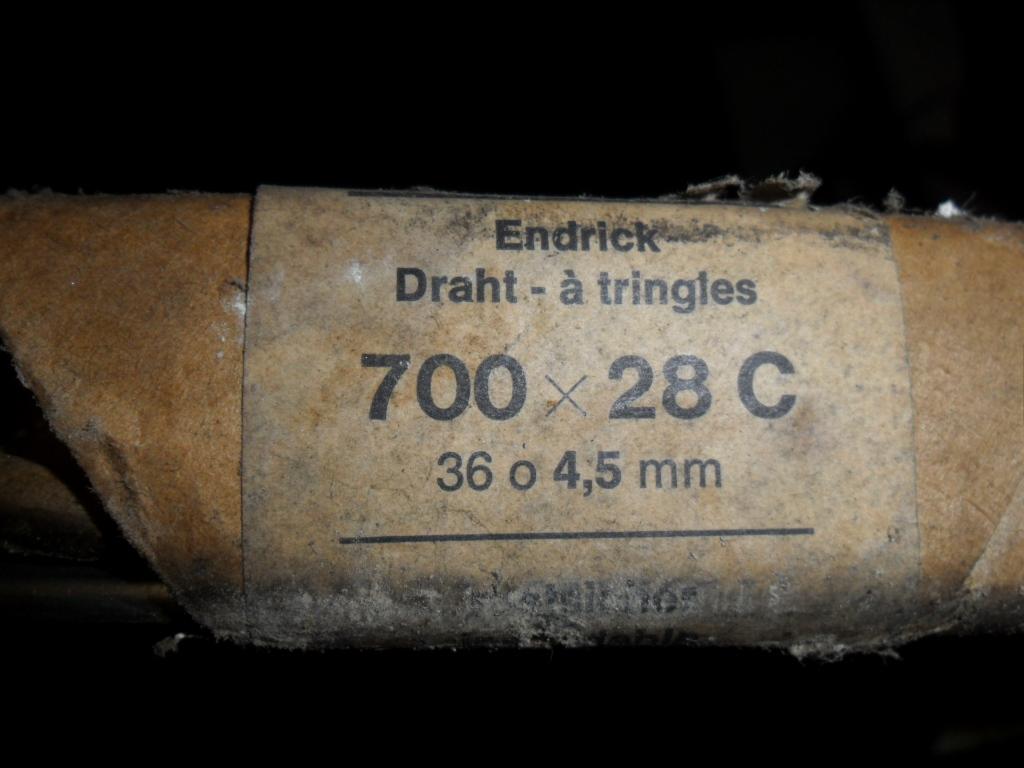 Endrick
Draht - à tringles
700 × 28 C
36 o 4,5 mm